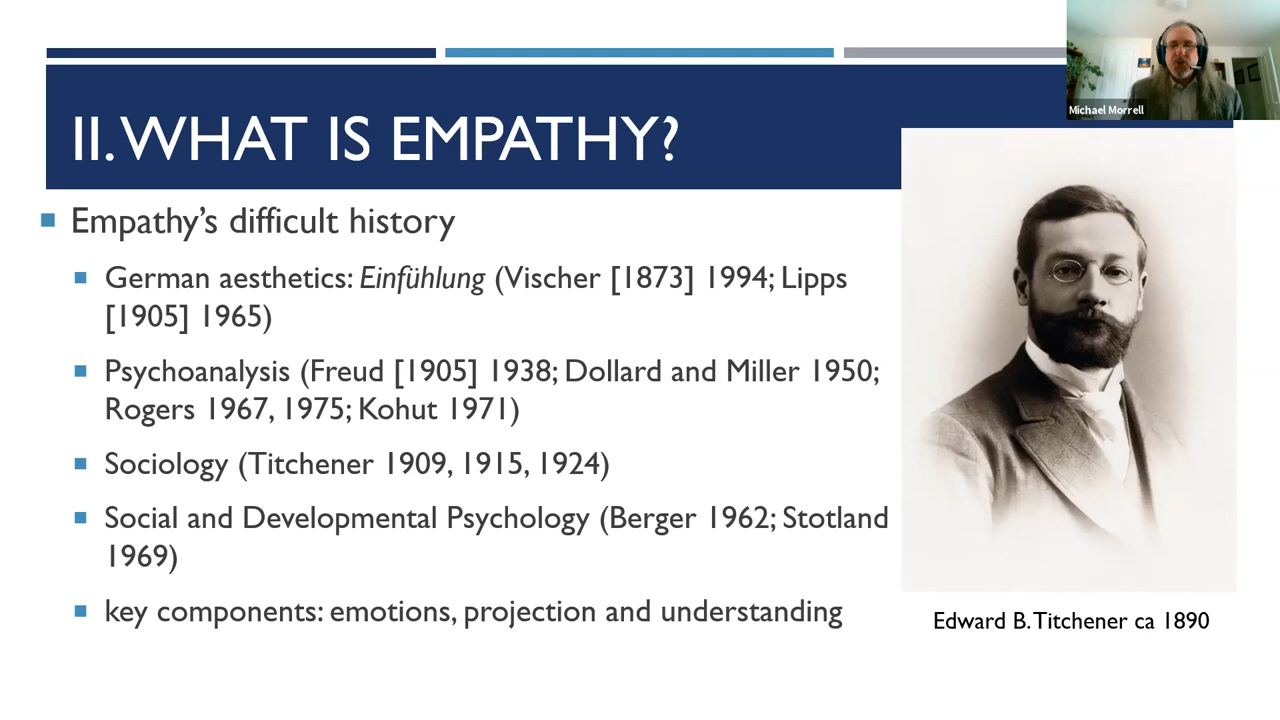 Michael Morrell
II. WHAT IS EMPATHY?
Empathy’s difficult history
German aesthetics: Einfühlung (Vischer [1873] 1994; Lipps
[1905] 1965)
Psychoanalysis (Freud [1905] 1938; Dollard and Miller 1950;
Rogers 1967, 1975; Kohut 1971)
Sociology (Titchener 1909, 1915, 1924)
Social and Developmental Psychology (Berger 1962; Stotland
1969)
key components: emotions, projection and understanding
Edward B. Titchener ca 1890